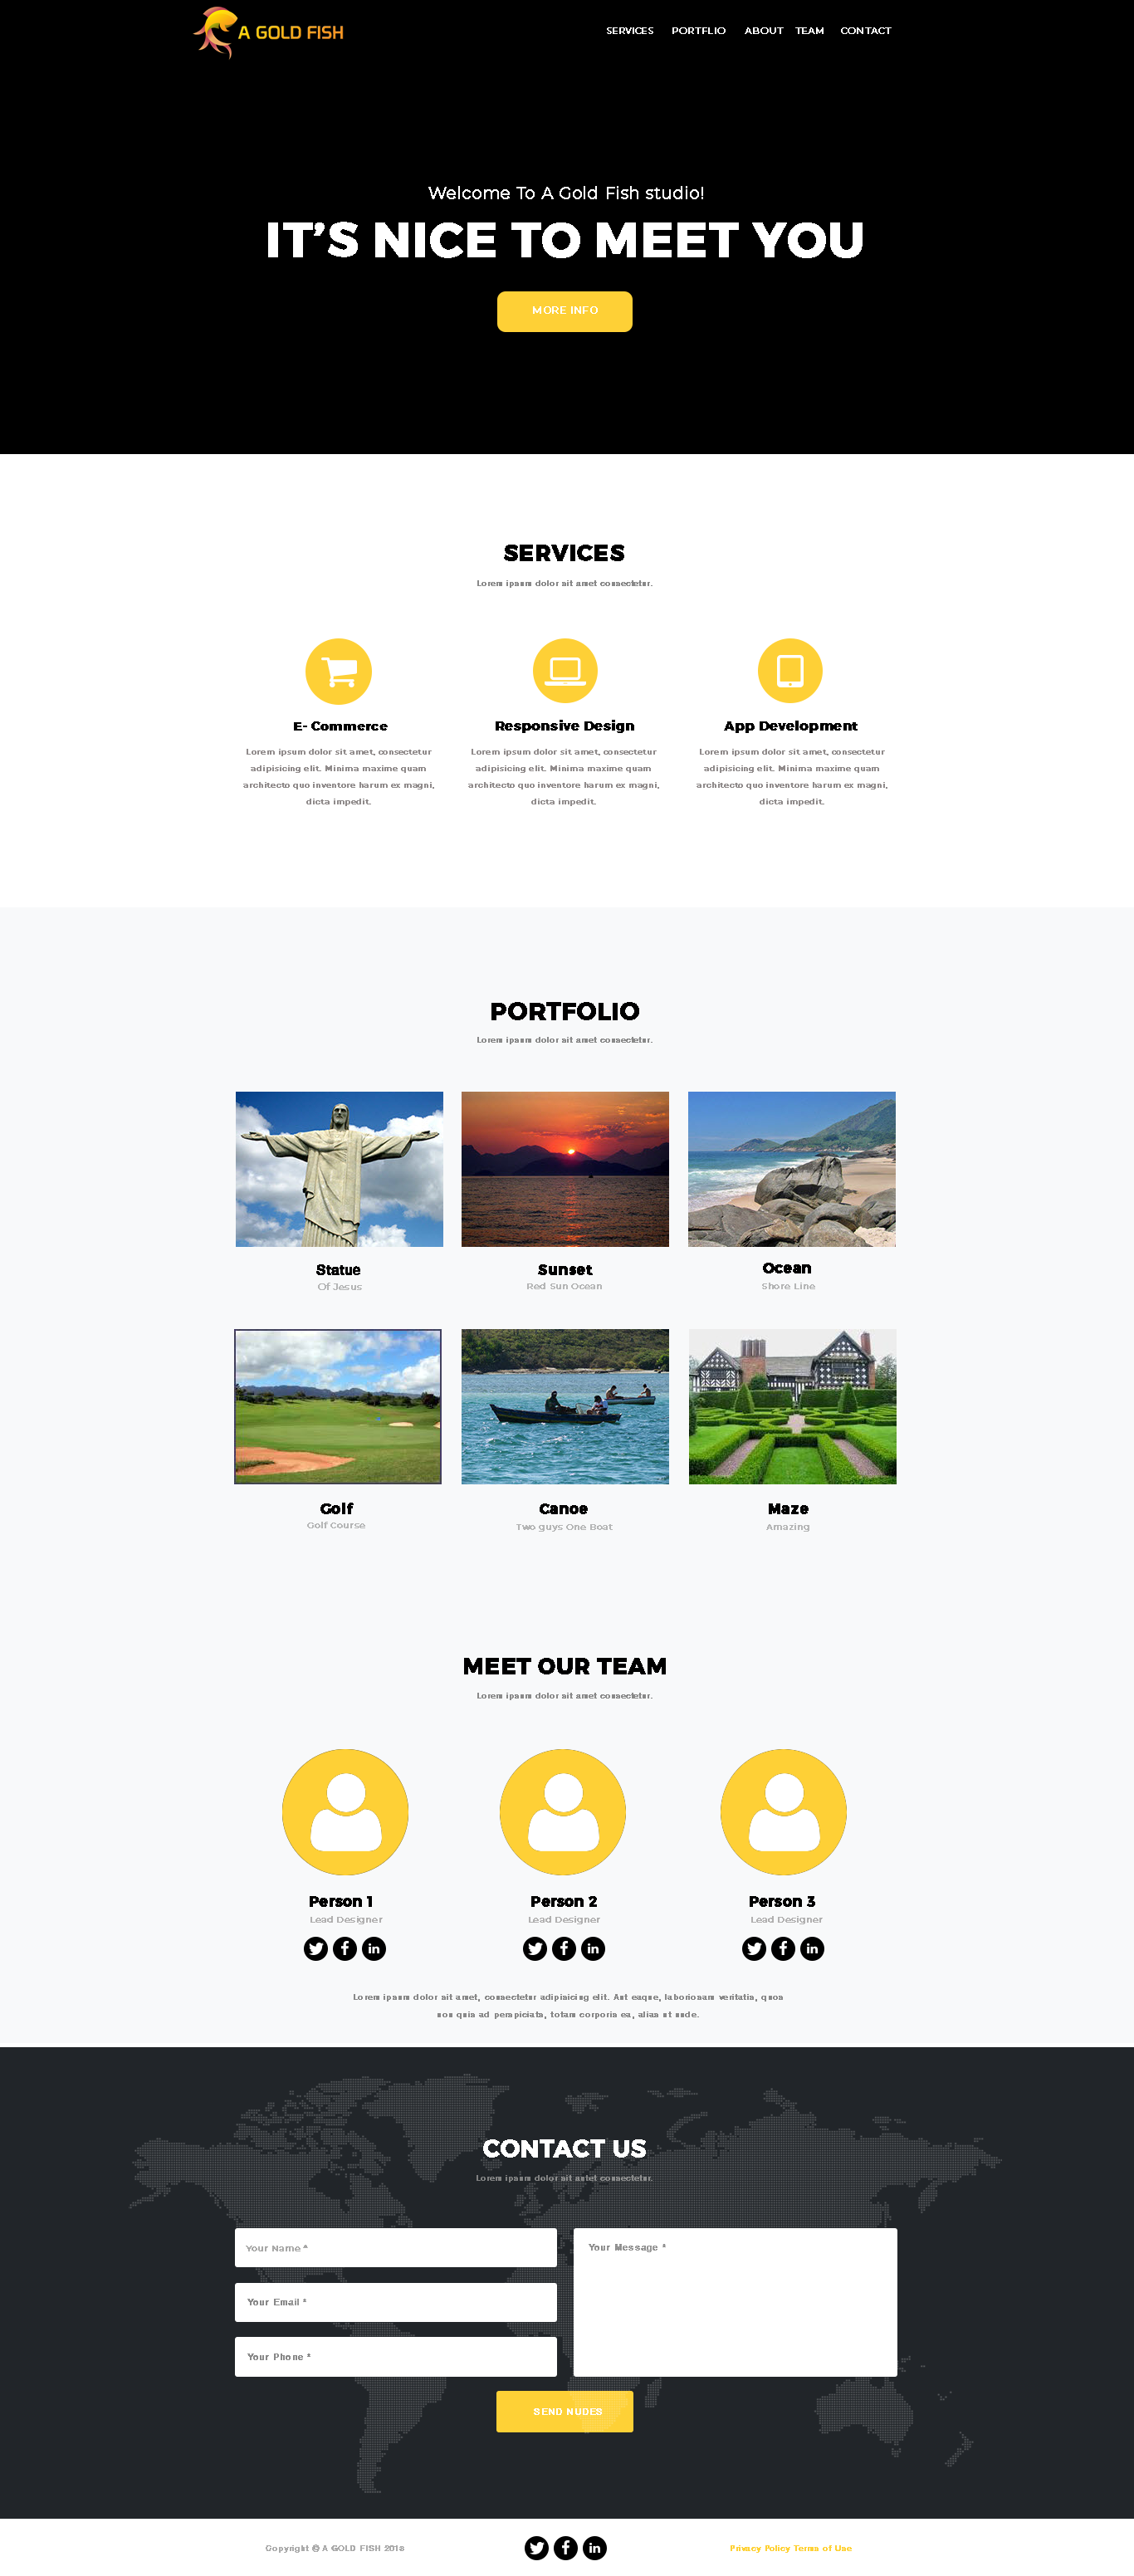 A GOLD FISH
SERVICES PORTFLIO ABOUT TEAM CONTACT
Welcome To A Gold Fish studio!
IT'S NICE TO MEET YOU
MORE INFO
SERVICES
Lorem ipsum dolor sit amet consectetur.
E- Commerce
Lorem ipsum dolor sit amet, consectetur
adipisicing elit. Minima maxime quam
architecto quo inventore harum ex magni,
dicta impedit.
Responsive Design
Lorem ipsum dolor sit amet, consectetur
adipisicing elit. Minima maxime quam
architecto quo inventore harum ex magni,
dicta impedit.
App Development
Lorem ipsum dolor sit amet, consectetur
adipisicing elit. Minima maxime quam
architecto quo inventore harum ex magni,
dicta impedit.
PORTFOLIO
Lorem ipsum dolor sit amet consectetur.
Statue
Of Jesus
Sunset
Red Sun Ocean
Ocean
Shore Line
Golf
Golf Course
Canoe
Two guys One Boat
Maze
Amazing
MEET OUR TEAM
Lorem ipsum dolor sit amet consectetur.
Person 1
Lead Designer
Person 2
Lead Designer
Person 3
Lead Designer
Lorem ipsum dolor sit amet, consectetur adipisicing elit. Aut eaque, laboriosam veritatis, quos
non quis ad perspiciatis, totam corporis ea, alias ut unde.
CONTACT US
Lorem ipsum dolor sit amet consectetur.
Your Name *
Your Email *
Your Phone *
Your Message *
SEND NUDES
Copyright @ A GOLD FISH 2018
Privacy Policy Terms of Use